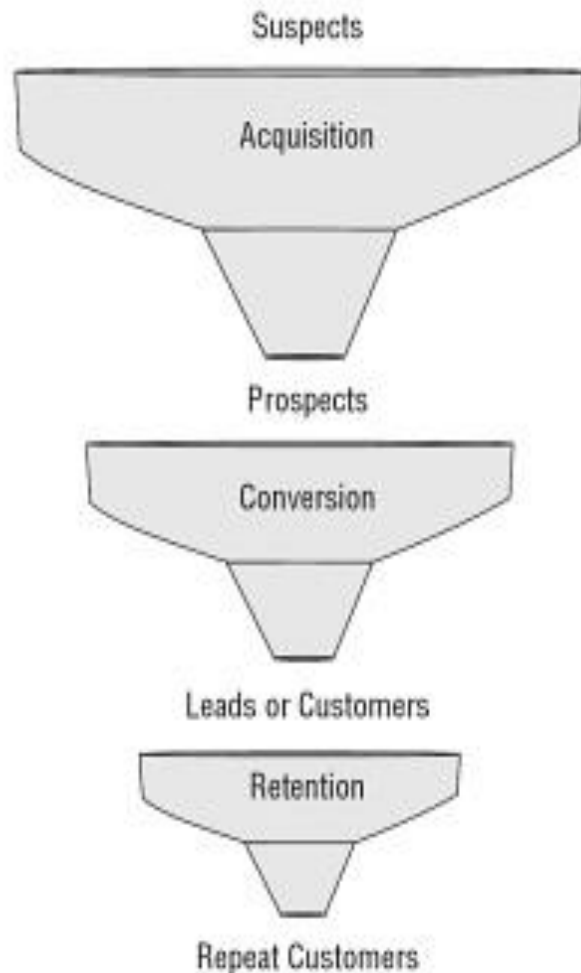 Suspects
Acquisition
Prospects
Conversion
Leads or Customers
Retention
Repeat Customers